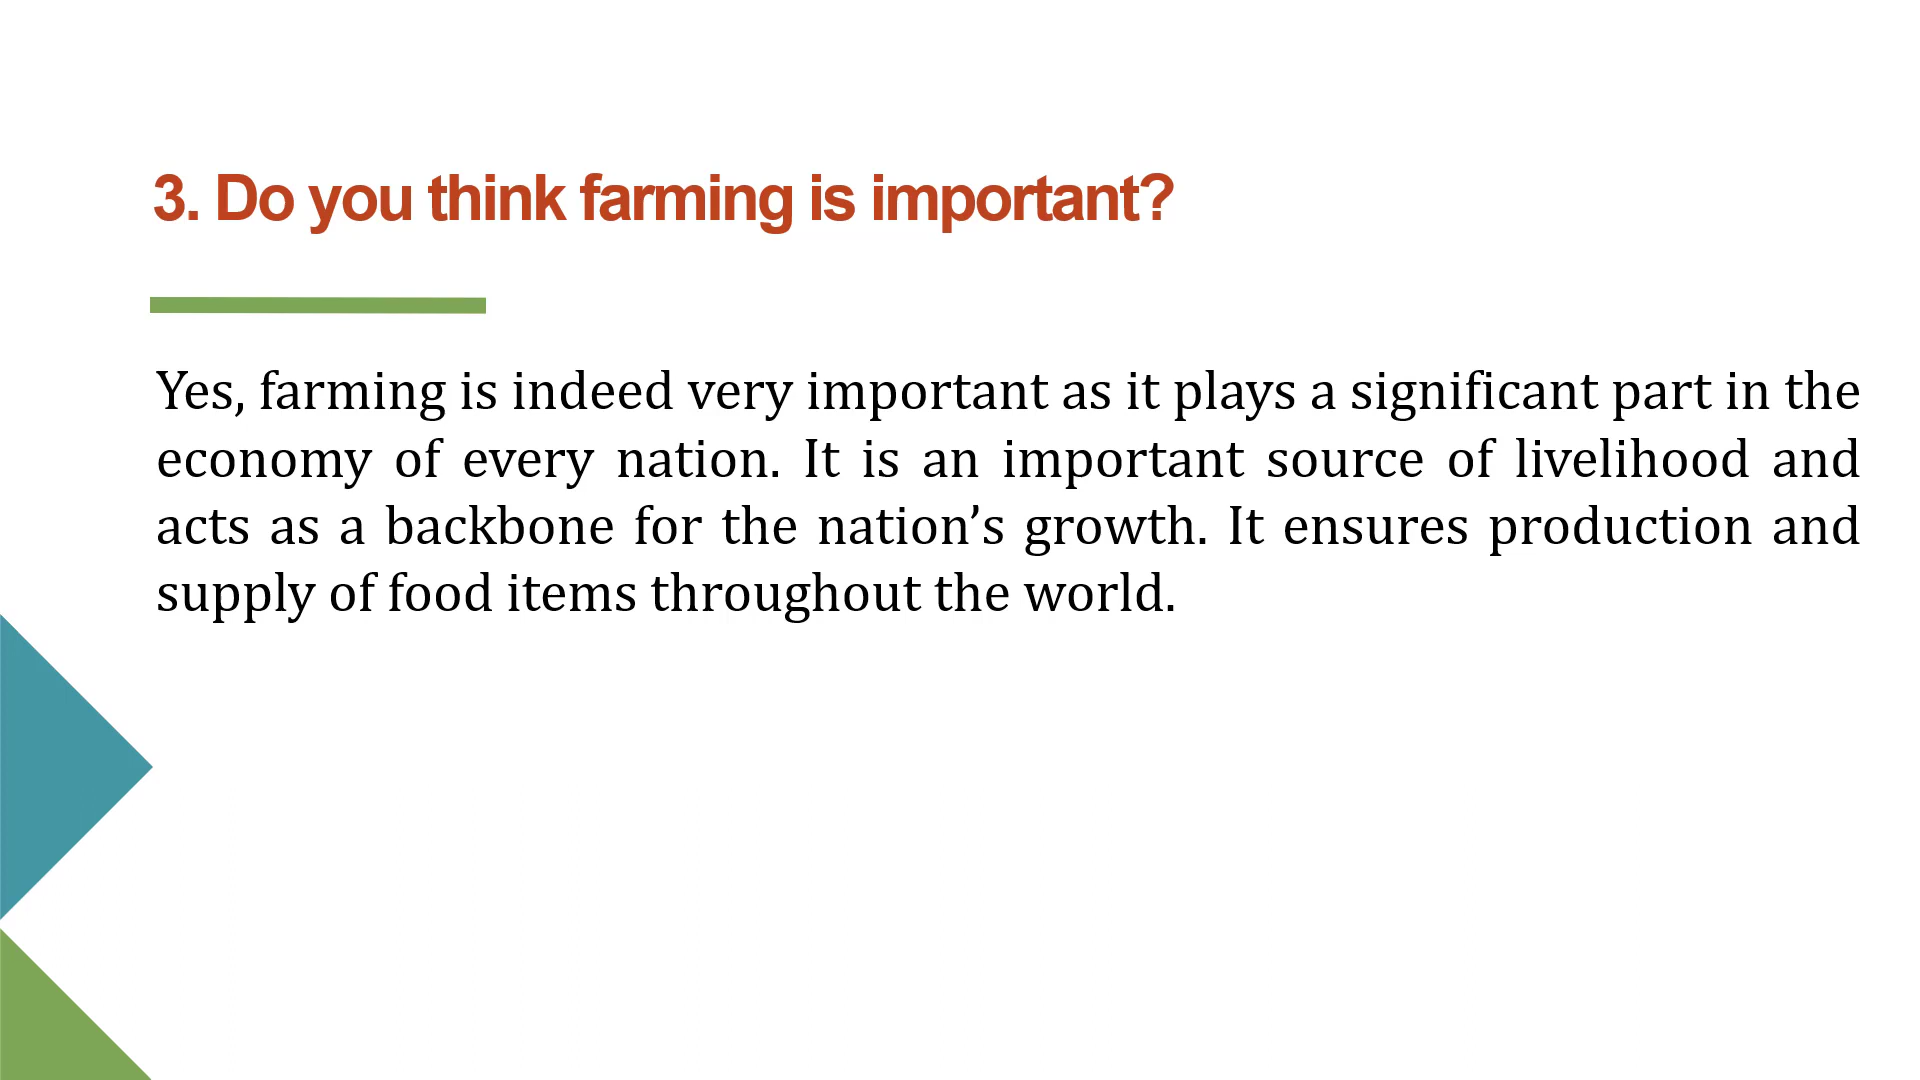 3. Do you think farming is important?
Yes, farming is indeed very important as it plays a significant part in the
economy of every nation. It is an important source of livelihood and
acts as a backbone for the nation’s growth. It ensures production and
supply of food items throughout the world.